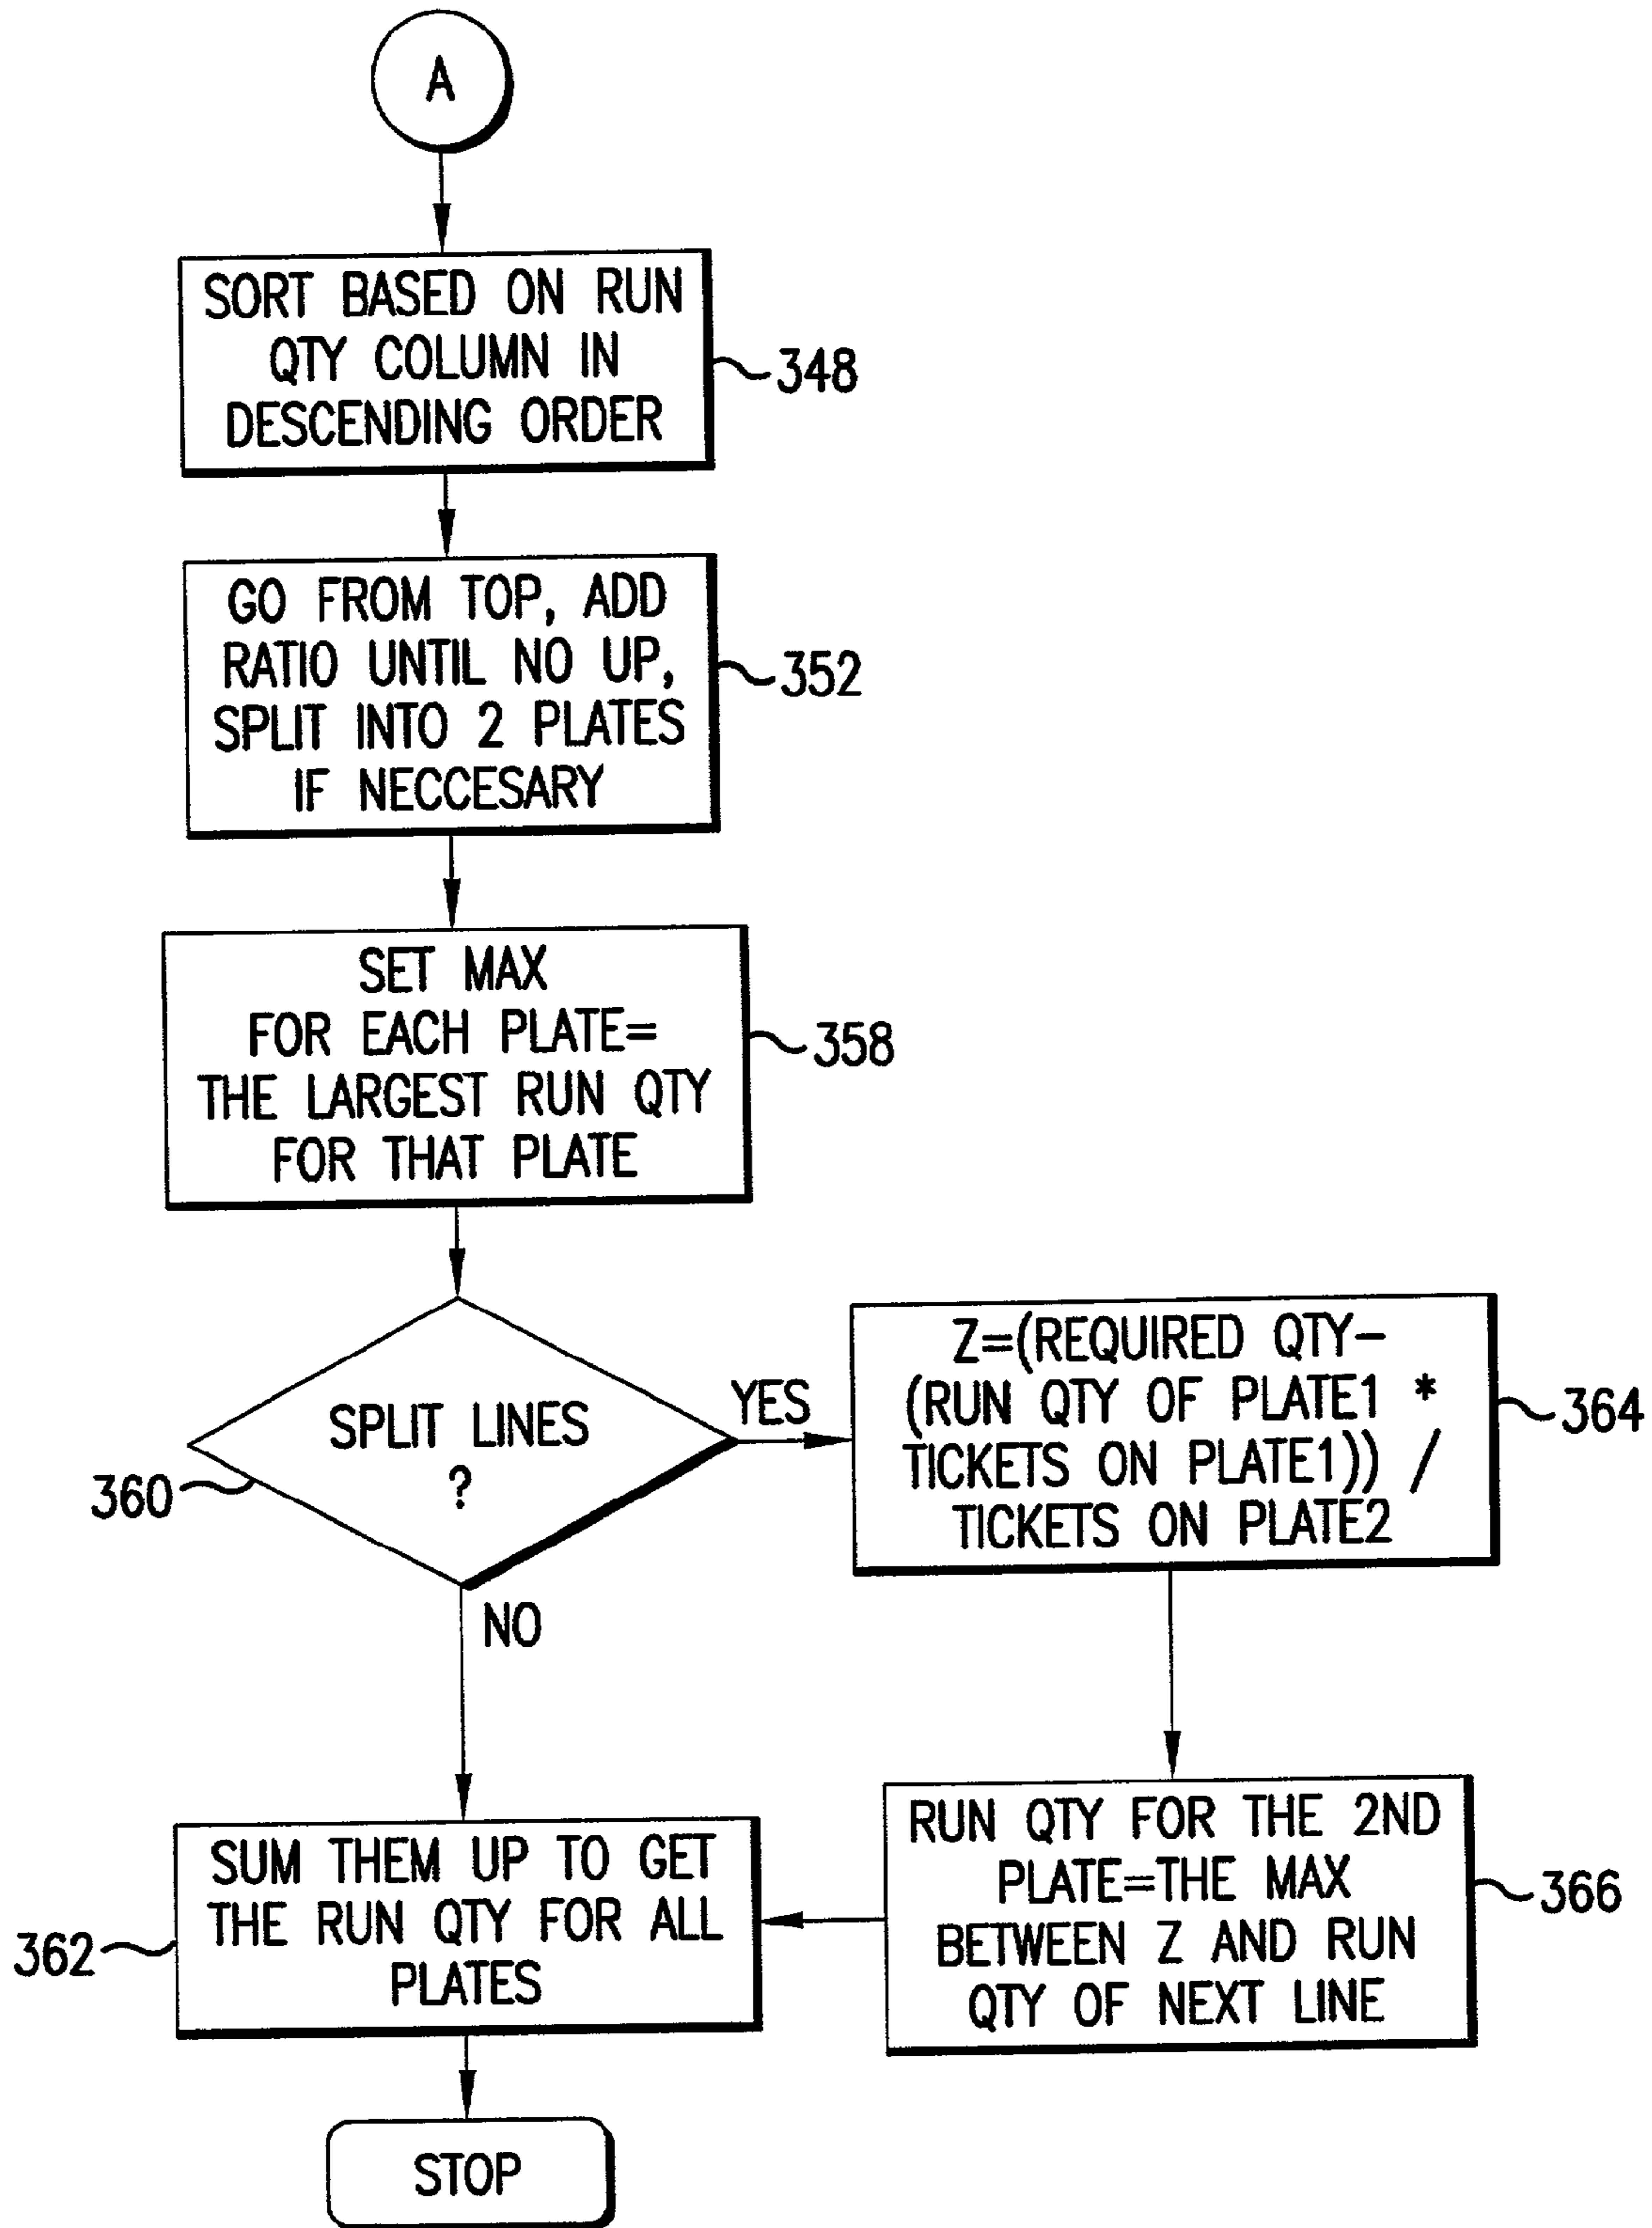 A
SORT BASED ON RUN
QTY COLUMN IN
DESCENDING ORDER
348
GO FROM TOP, ADD
RATIO UNTIL NO UP,
SPLIT INTO 2 PLATES
IF NECCESARY
352
SET MAX
FOR EACH PLATE=
THE LARGEST RUN QTY
FOR THAT PLATE
358
SPLIT LINES
?
360
YES
Z=(REQUIRED QTY-
(RUN QTY OF PLATE1 *
TICKETS ON PLATE1)) /
TICKETS ON PLATE2
364
NO
RUN QTY FOR THE 2ND
PLATE=THE MAX
BETWEEN Z AND RUN
QTY OF NEXT LINE
366
SUM THEM UP TO GET
THE RUN QTY FOR ALL
PLATES
362
STOP